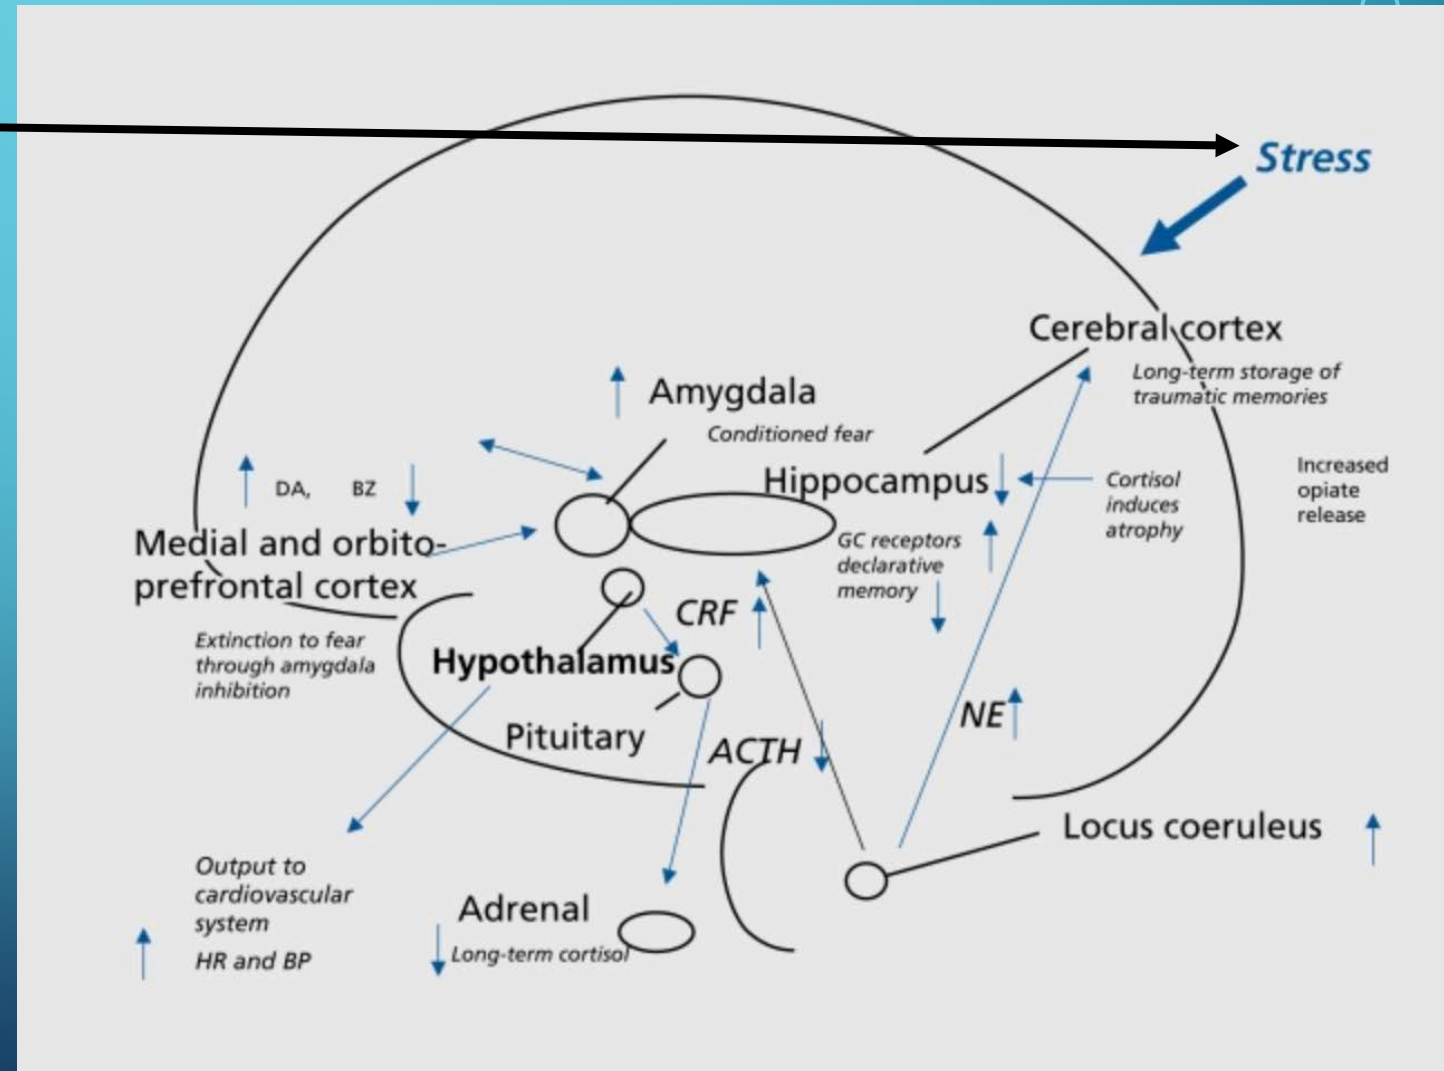 Stress
Cerebral cortex
Long-term storage of
traumatic memories
Amygdala
Conditioned fear
Hippocampus
Cortisol
induces
atrophy
Increased
opiate
release
DA, BZ
Medial and orbito-
prefrontal cortex
GC receptors
declarative
memory
CRF
Extinction to fear
through amygdala
inhibition
Hypothalamus
Pituitary
ACTH
NE
Locus coeruleus
Output to
cardiovascular
system
HR and BP
Adrenal
Long-term cortisol